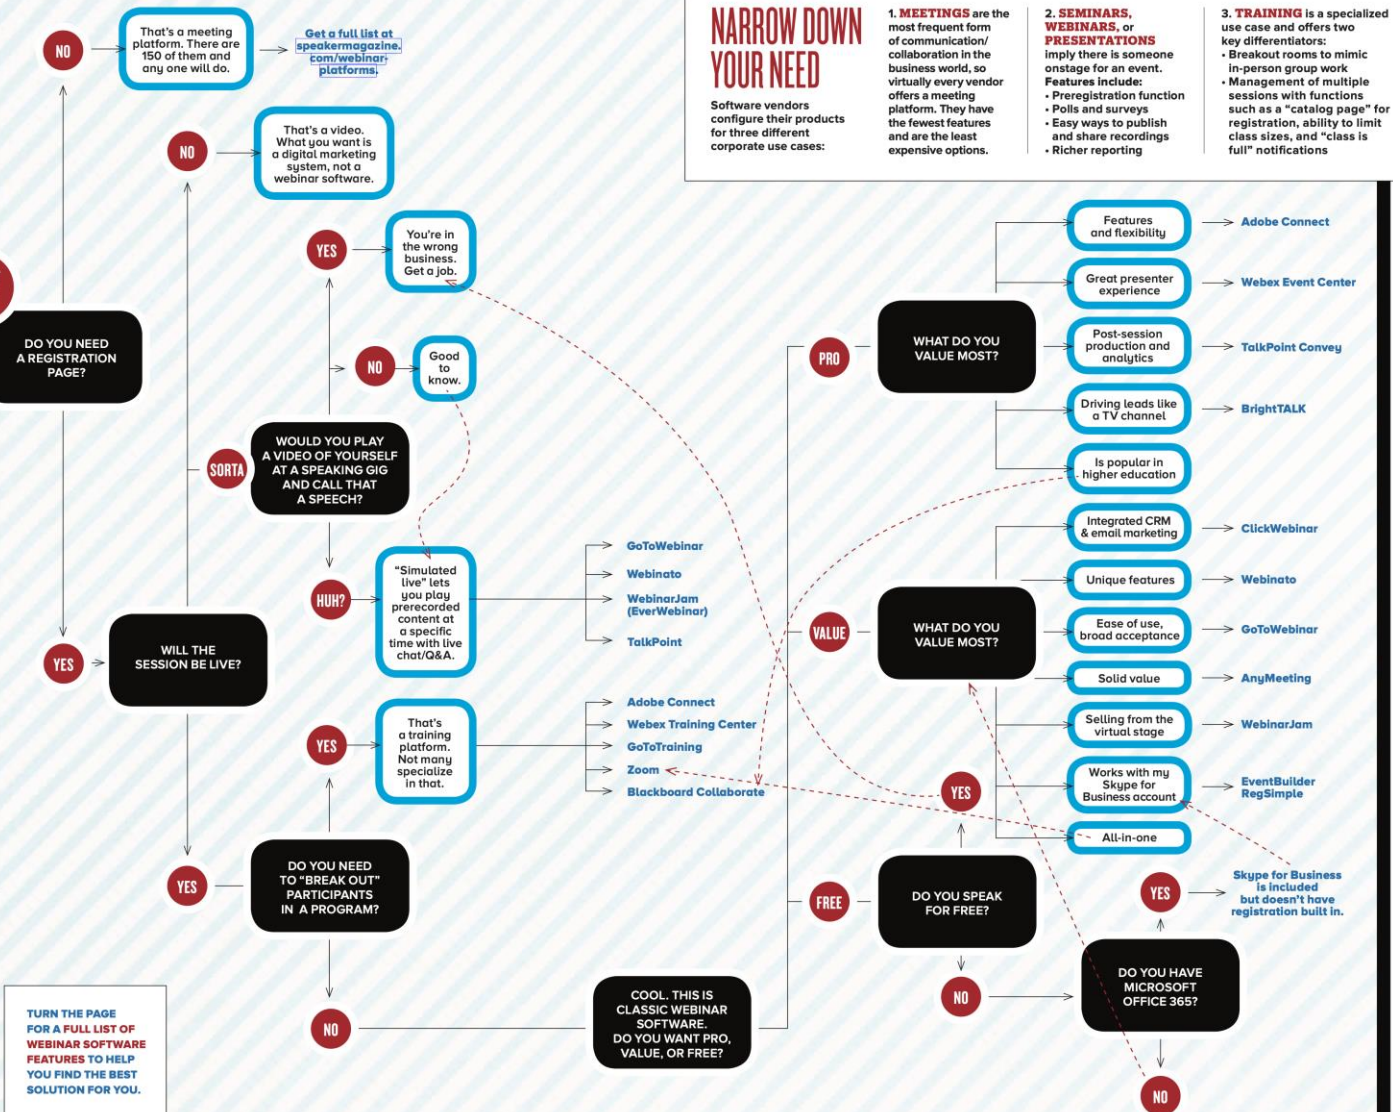 NO
That's a meeting
platform. There are
150 of them and
any one will do.
Get a full list at
speakermagazine.
com/webinar-
platforms.
NARROW DOWN
YOUR NEED
Software vendors
configure their products
for three different
corporate use cases:
1. MEETINGS are the
most frequent form
of communication/
collaboration in the
business world, so
virtually every vendor
offers a meeting
platform. They have
the fewest features
and are the least
expensive options.
2. SEMINARS,
WEBINARS, or
PRESENTATIONS
imply there is someone
onstage for an event.
Features include:
• Preregistration function
• Polls and surveys
• Easy ways to publish
and share recordings
• Richer reporting
3. TRAINING is a specialized
use case and offers two
key differentiators:
• Breakout rooms to mimic
in-person group work
• Management of multiple
sessions with functions
such as a "catalog page" for
registration, ability to limit
class sizes, and "class is
full" notifications
NO
That's a video.
What you want is
a digital marketing
system, not a
webinar software.
YES
You're in
the wrong
business.
Get a job.
DO YOU NEED
A REGISTRATION
PAGE?
NO
Good
to
know.
SORTA
WOULD YOU PLAY
A VIDEO OF YOURSELF
AT A SPEAKING GIG
AND CALL THAT
A SPEECH?
HUH?
"Simulated
live" lets
you play
prerecorded
content at
a specific
time with live
chat/Q&A.
GoToWebinar
Webinato
WebinarJam
(EverWebinar)
TalkPoint
YES
WILL THE
SESSION BE LIVE?
YES
That's
a training
platform.
Not many
specialize
in that.
Adobe Connect
Webex Training Center
GoToTraining
Zoom
Blackboard Collaborate
YES
DO YOU NEED
TO "BREAK OUT"
PARTICIPANTS
IN A PROGRAM?
NO
COOL. THIS IS
CLASSIC WEBINAR
SOFTWARE.
DO YOU WANT PRO,
VALUE, OR FREE?
PRO
WHAT DO YOU
VALUE MOST?
Features
and flexibility
Adobe Connect
Great presenter
experience
Webex Event Center
Post-session
production and
analytics
TalkPoint Convey
Driving leads like
a TV channel
BrightTALK
Is popular in
higher education
VALUE
WHAT DO YOU
VALUE MOST?
Integrated CRM
& email marketing
ClickWebinar
Unique features
Webinato
Ease of use,
broad acceptance
GoToWebinar
Solid value
AnyMeeting
Selling from the
virtual stage
WebinarJam
Works with my
Skype for
Business account
EventBuilder
RegSimple
All-in-one
FREE
DO YOU SPEAK
FOR FREE?
YES
NO
DO YOU HAVE
MICROSOFT
OFFICE 365?
YES
Skype for Business
is included
but doesn't have
registration built in.
NO
TURN THE PAGE
FOR A FULL LIST OF
WEBINAR SOFTWARE
FEATURES TO HELP
YOU FIND THE BEST
SOLUTION FOR YOU.